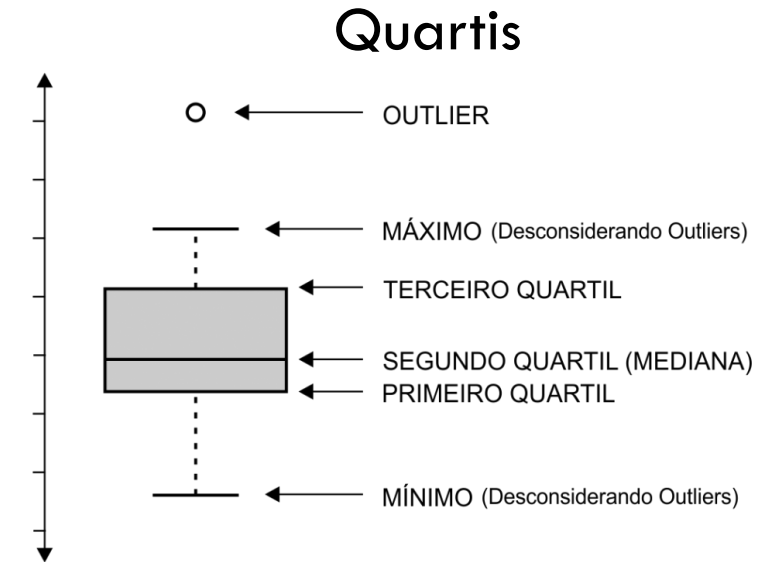 Quartis
OUTLIER
MÁXIMO (Desconsiderando Outliers)
TERCEIRO QUARTIL
SEGUNDO QUARTIL (MEDIANA)
PRIMEIRO QUARTIL
MÍNIMO (Desconsiderando Outliers)